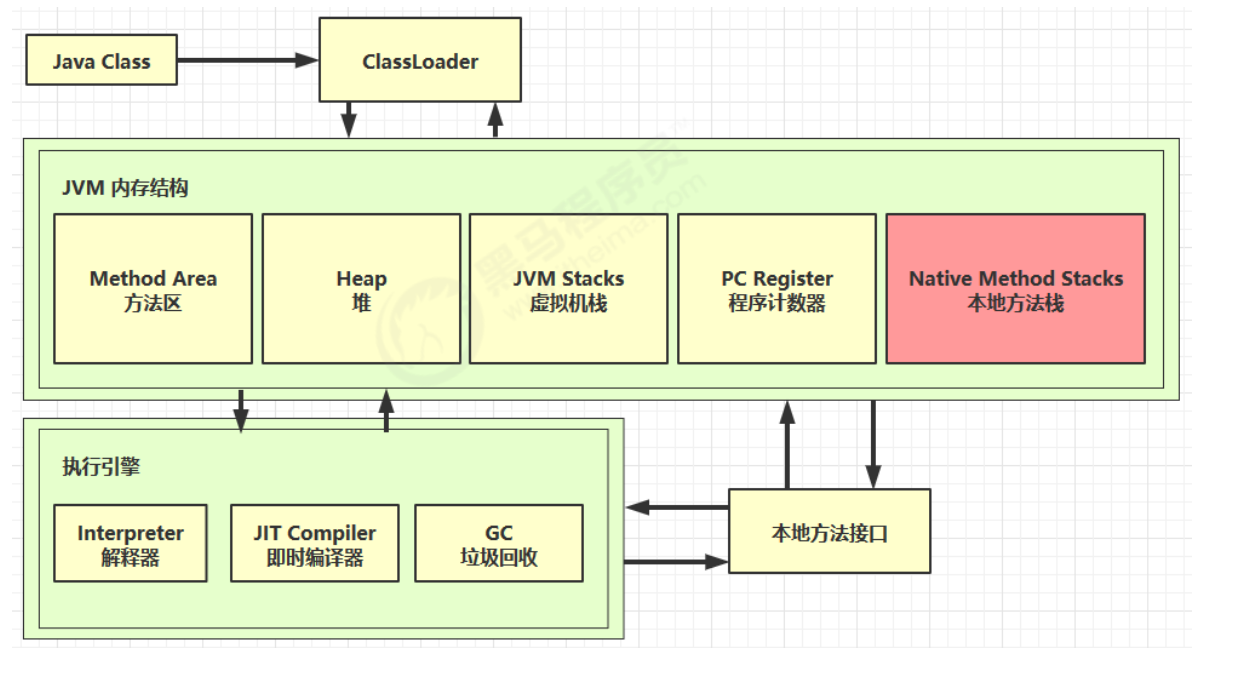 Java Class
ClassLoader
JVM 内存结构
Method Area
方法区
Heap
堆
JVM Stacks
虚拟机栈
PC Register
程序计数器
Native Method Stacks
本地方法栈
黑马程序员
www.itheima.com
执行引擎
Interpreter
解释器
JIT Compiler
即时编译器
GC
垃圾回收
本地方法接口